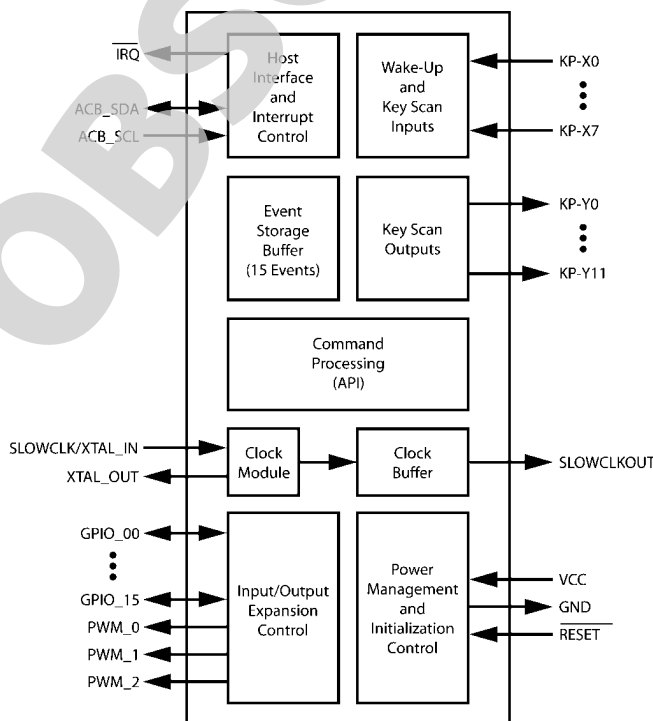 OBS
IRQ
ACB_SDA
ACB_SCL
Host
Interface
and
Interrupt
Control
Wake-Up
and
Key Scan
Inputs
KP-X0
KP-X7
Event
Storage
Buffer
(15 Events)
Key Scan
Outputs
KP-Y0
KP-Y11
Command
Processing
(API)
SLOWCLK/XTAL_IN
XTAL_OUT
Clock
Module
Clock
Buffer
SLOWCLKOUT
GPIO_00
GPIO_15
PWM_0
PWM_1
PWM_2
Input/Output
Expansion
Control
Power
Management
and
Initialization
Control
VCC
GND
RESET